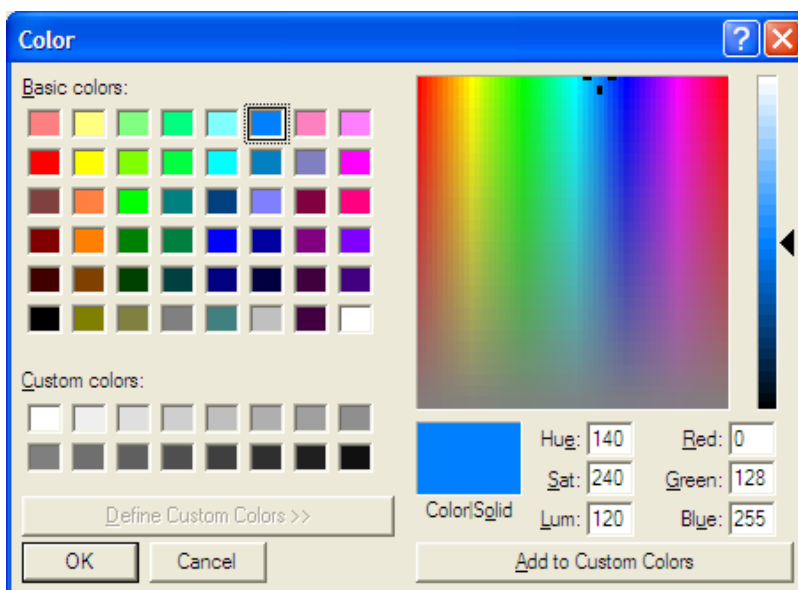 Color
Basic colors:
Custom colors:
Define Custom Colors >>
OK Cancel
Color|Solid
Hue: 140 Red: 0
Sat: 240 Green: 128
Lum: 120 Blue: 255
Add to Custom Colors